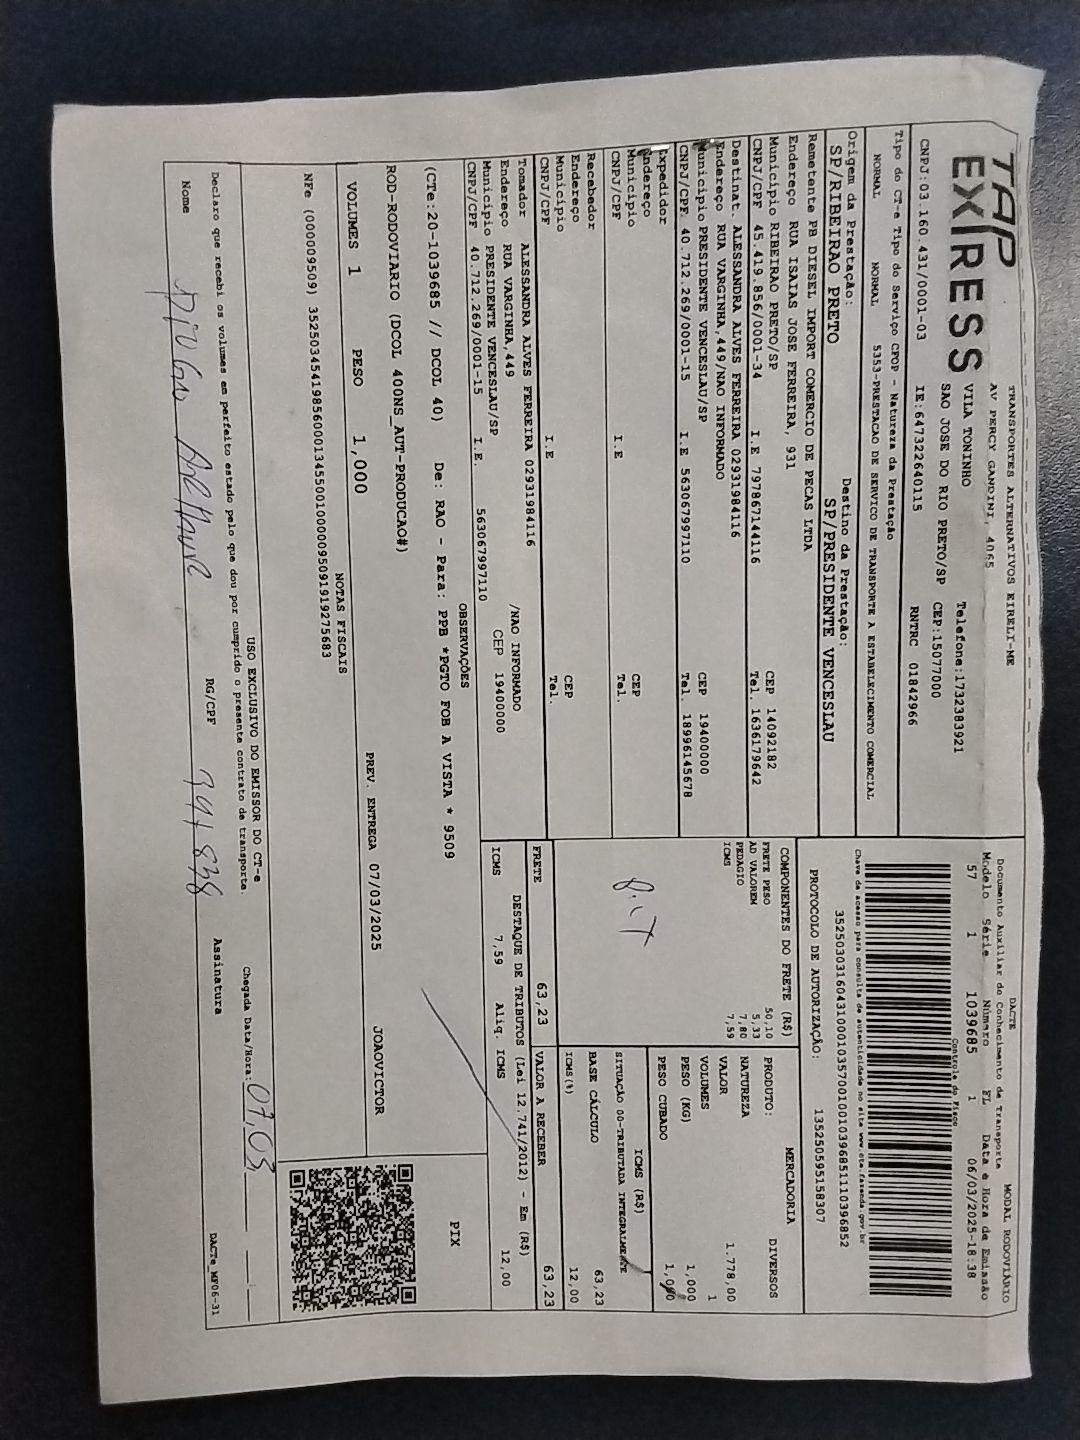 TAP EXPRESS
TRANSPORTES ALTERNATIVOS EIRELI-ME
AV PERCY GANDINI, 4065
VILA TONINHO Telefone:1732383921
SAO JOSE DO RIO PRETO/SP CEP:15077000
CNPJ:03.160.431/0001-03 IE:647322640115 RNTRC 01842966
DACTE MODAL RODOVIÁRIO
Documento Auxiliar do Conhecimento de Transporte
Modelo Série Número FL Data e Hora de Emissão
57 1 1039685 1 06/03/2025-18:38
Controle do Fisco
Chave de acesso para consulta de autenticidade no site www.cte.fazenda.gov.br
PROTOCOLO DE AUTORIZAÇÃO: 135250595158307
Tipo do CT-e Tipo do Serviço CFOP - Natureza da Prestação
NORMAL NORMAL 5353-PRESTACAO DE SERVICO DE TRANSPORTE A ESTABELECIMENTO COMERCIAL
Origem da Prestação: Destino da Prestação:
SP/RIBEIRAO PRETO SP/PRESIDENTE VENCESLAU
Remetente PB DIESEL IMPORT COMERCIO DE PECAS LTDA
Endereço RUA ISAIAS JOSE FERREIRA, 931
Município RIBEIRAO PRETO/SP CEP 14092182
CNPJ/CPF 45.419.856/0001-34 I.E 797867144116 Tel. 1636179642
Destinat. ALESSANDRA ALVES FERREIRA 02931984116
Endereço RUA VARGINHA,449/NAO INFORMADO
Município PRESIDENTE VENCESLAU/SP CEP 19400000
CNPJ/CPF. 40.712.269/0001-15 I.E 563067997110 Tel. 18996145678
Expedidor
Endereço
Município CEP
CNPJ/CPF I.E Tel.
Recebedor
Endereço
Município CEP
CNPJ/CPF I.E Tel.
Tomador ALESSANDRA ALVES FERREIRA 02931984116
Endereço RUA VARGINHA,449 /NAO INFORMADO
Município PRESIDENTE VENCESLAU/SP CEP 19400000
CNPJ/CPF 40.712.269/0001-15 I.E. 563067997110
COMPONENTES DO FRETE (R$)
FRETE PESO 50,10
AD VALOREM 5,33
PEDAGIO 7,80
ICMS 7,59
MERCADORIA
PRODUTO: DIVERSOS
NATUREZA
VALOR 1.778,00
VOLUMES 1
PESO (KG) 1,000
PESO CUBADO 1,000
ICMS (R$)
SITUAÇÃO 00-TRIBUTADA INTEGRALMENTE
BASE CÁLCULO 63,23
ICMS(%) 12,00
FRETE 63,23 VALOR A RECEBER 63,23
DESTAQUE DE TRIBUTOS (Lei 12.741/2012) - Em (R$)
ICMS 7,59 Aliq. ICMS 12,00
OBSERVAÇÕES
(CTe:20-1039685 // DCOL 40) De: RAO - Para: PPB *PGTO FOB A VISTA * 9509
PIX
ROD-RODOVIARIO (DCOL 400NS_AUT-PRODUCAO#)
JOAOVICTOR
VOLUMES 1 PESO 1,000 PREV. ENTREGA 07/03/2025
NOTAS FISCAIS
NFe (000009509) 35250345419856000134550010000095091919275683
USO EXCLUSIVO DO EMISSOR DO CT-e
Declaro que recebi os volumes em perfeito estado pelo que dou por cumprido o presente contrato de transporte. Chegada Data/Hora: 07,03
Nome RG/CPF Assinatura
DACTe_MF06-31